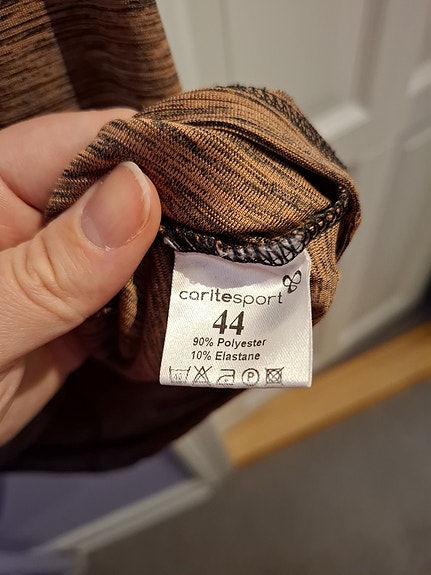 caritesport
44
90% Polyester
10% Elastane
P